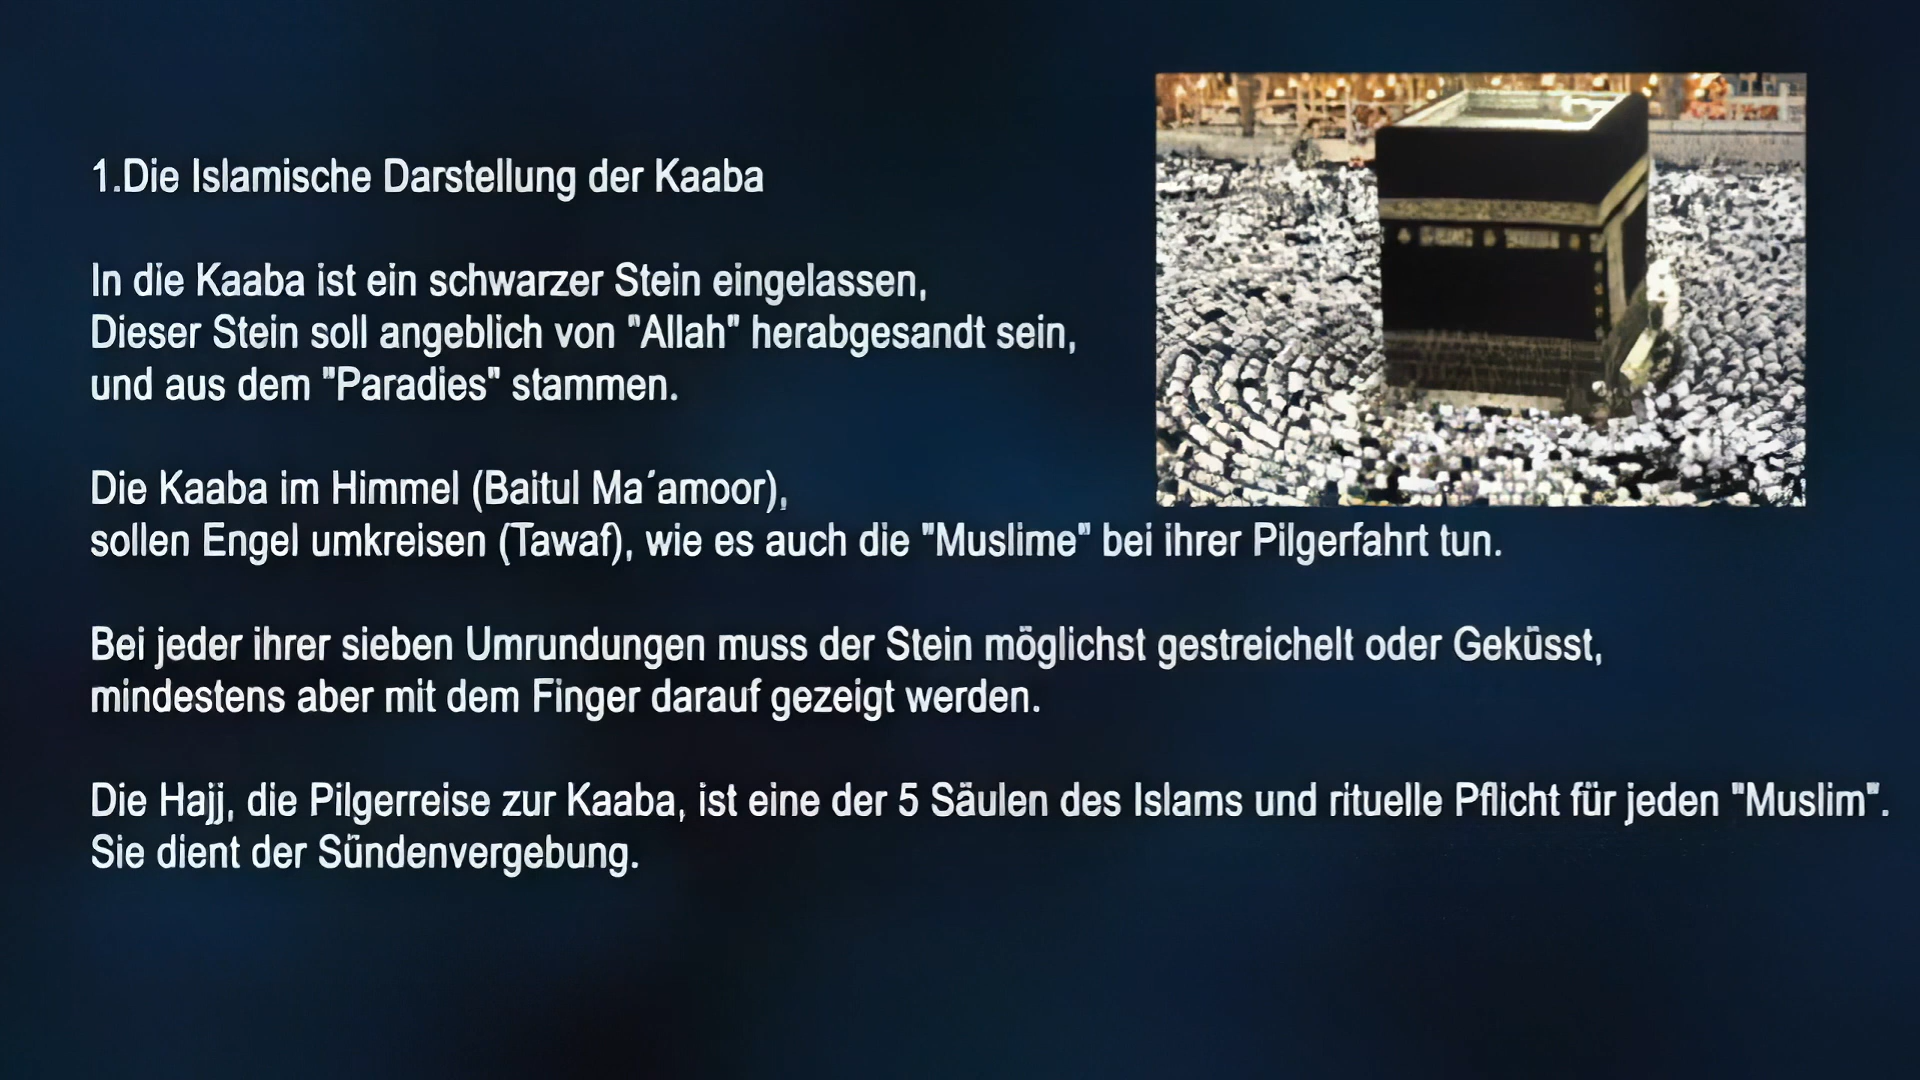 1.Die Islamische Darstellung der Kaaba
In die Kaaba ist ein schwarzer Stein eingelassen,
Dieser Stein soll angeblich von "Allah" herabgesandt sein,
und aus dem "Paradies" stammen.
Die Kaaba im Himmel (Baitul Ma´amoor),
sollen Engel umkreisen (Tawaf), wie es auch die "Muslime" bei ihrer Pilgerfahrt tun.
Bei jeder ihrer sieben Umrundungen muss der Stein möglichst gestreichelt oder Geküsst,
mindestens aber mit dem Finger darauf gezeigt werden.
Die Hajj, die Pilgerreise zur Kaaba, ist eine der 5 Säulen des Islams und rituelle Pflicht für jeden "Muslim".
Sie dient der Sündenvergebung.